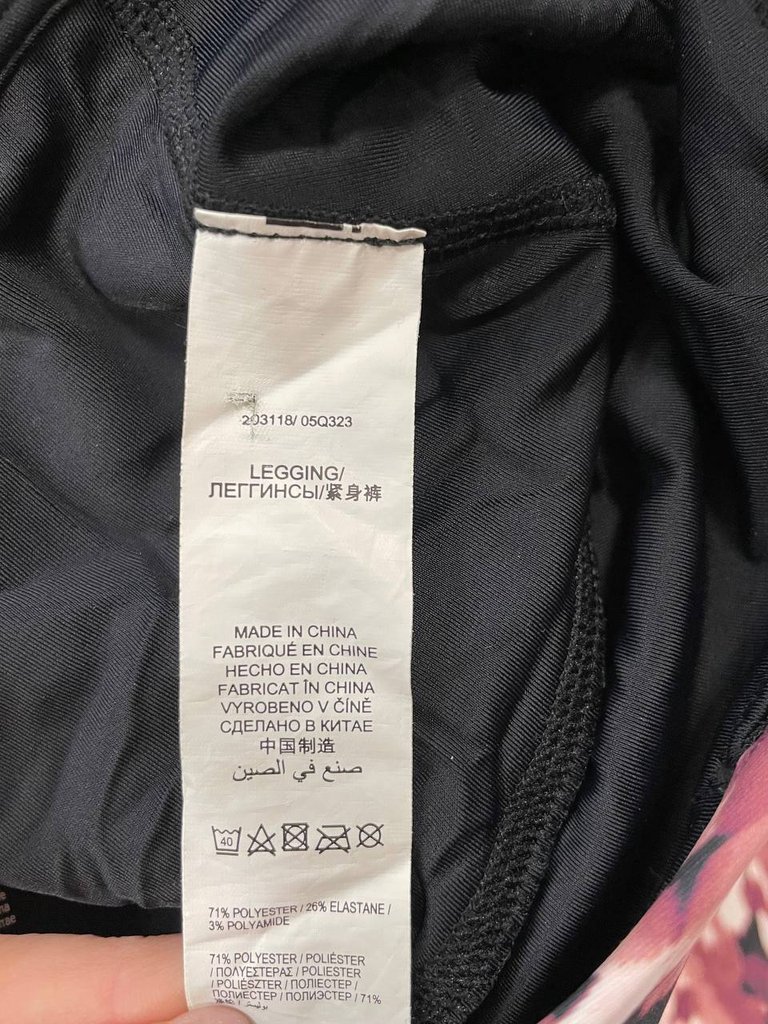 203118/ 05Q323
LEGGING/
ЛЕГГИНСЫ/紧身裤
MADE IN CHINA
FABRIQUÉ EN CHINE
HECHO EN CHINA
FABRICAT ÎN CHINA
VYROBENO V ČÍNĚ
СДЕЛАНО В КИТАЕ
中国制造
صنع في الصين
40
71% POLYESTER / 26% ELASTANE /
3% POLYAMIDE
71% POLYESTER / POLIÉSTER
/ ΠΟΛΥΕΣΤΕΡΑΣ / POLIESTER
/ POLIÉSZTER / POLIESTER /
ПОЛИЕСТЕР / ПОЛИЭСТЕР / 71%